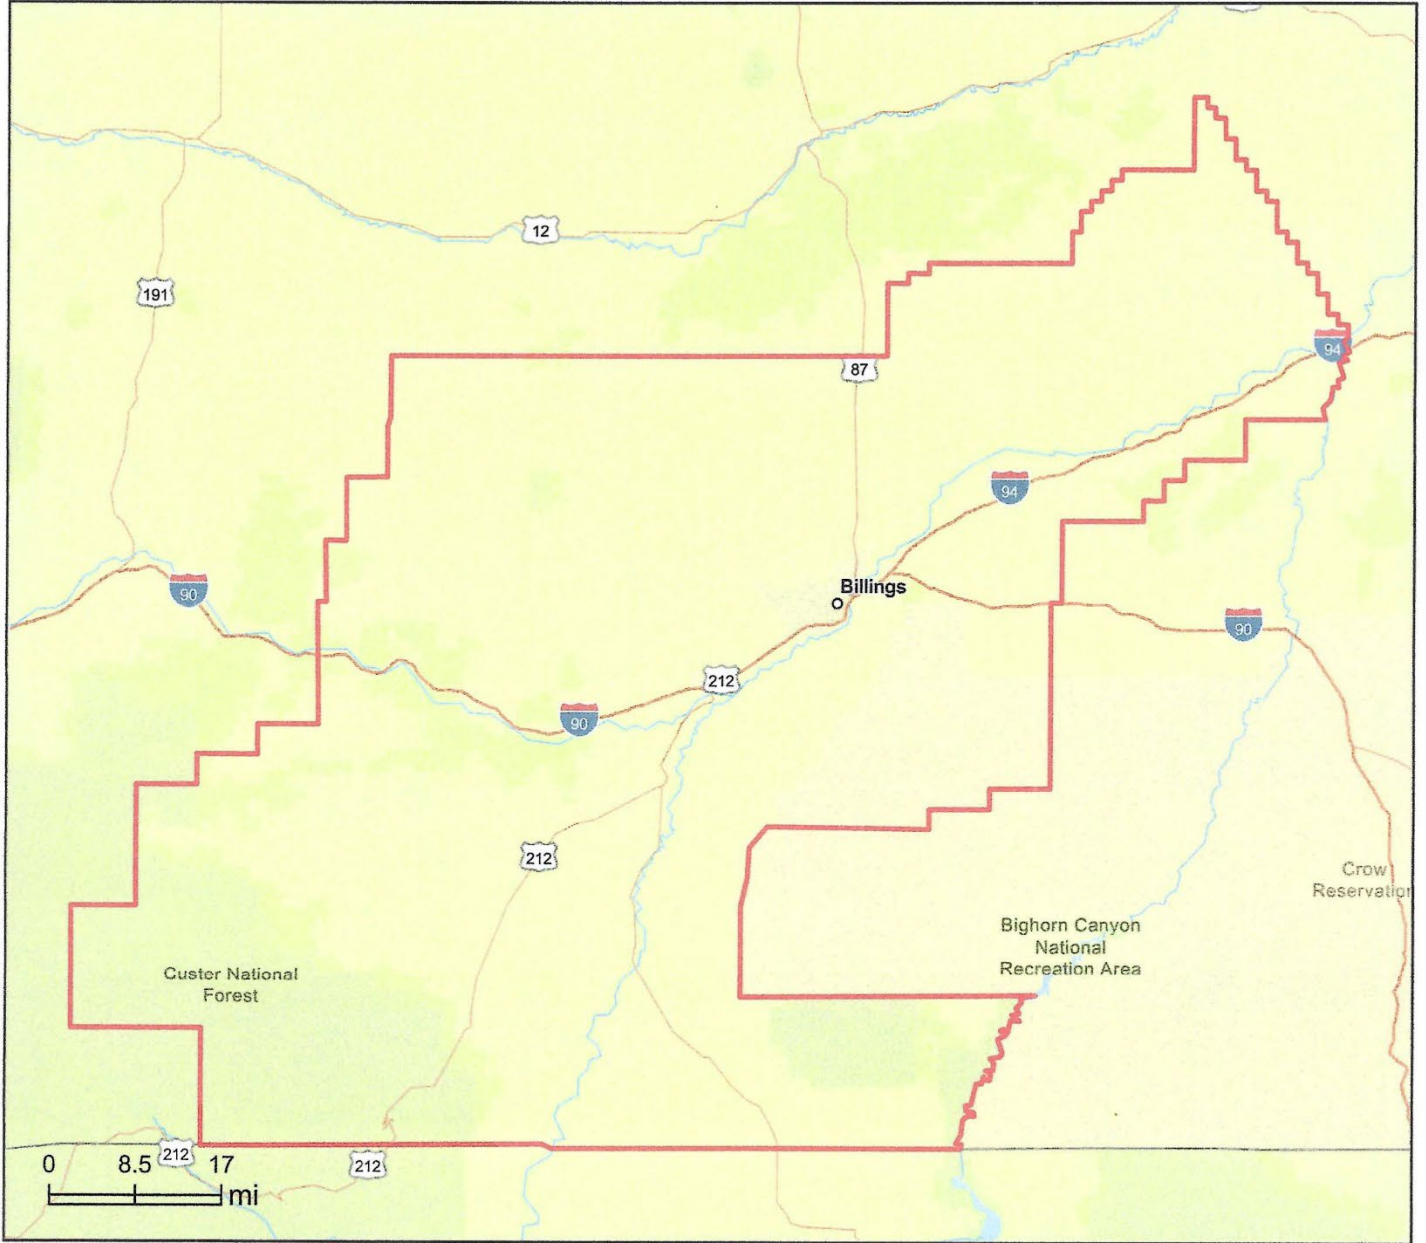 12
191
87
94
94
Billings
90
90
212
90
212
Crow
Reservation
Bighorn Canyon
National
Recreation Area
Custer National
Forest
212
212
0 8.5 17
mi